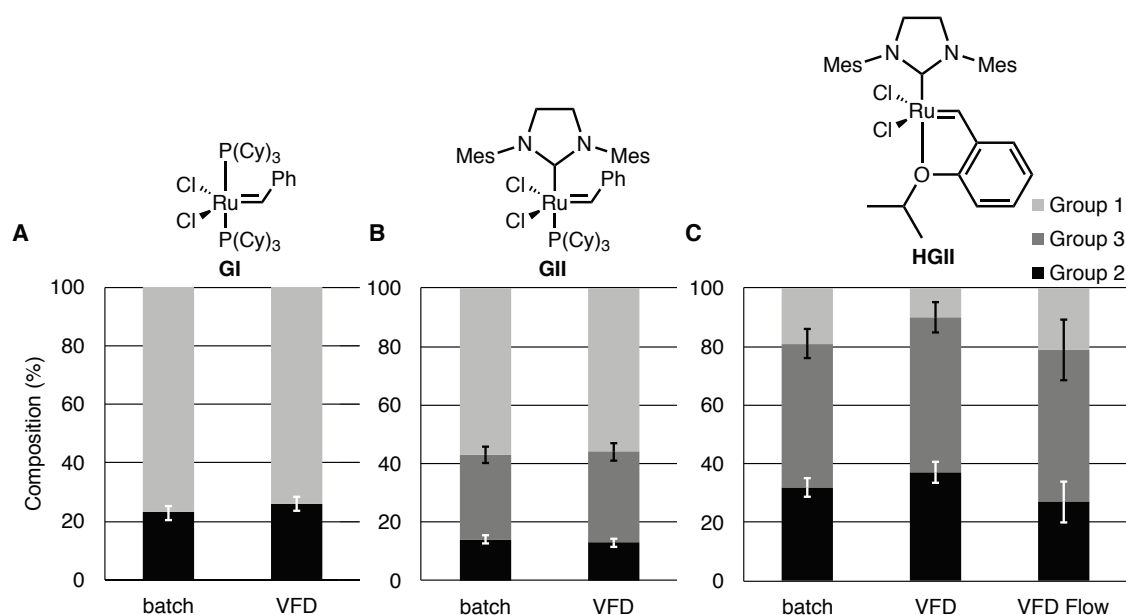 A
P(Cy)3
Cl
Ph
Ru
Cl
P(Cy)3
GI
B
N
N
Mes
Mes
Cl
Ph
Ru
Cl
P(Cy)3
GII
C
N
N
Mes
Mes
Cl
Ru
Cl
O
HGII
Group 1
Group 3
Group 2
Composition (%)
100
80
60
40
20
0
batch
VFD
100
80
60
40
20
0
batch
VFD
100
80
60
40
20
0
batch
VFD
VFD Flow